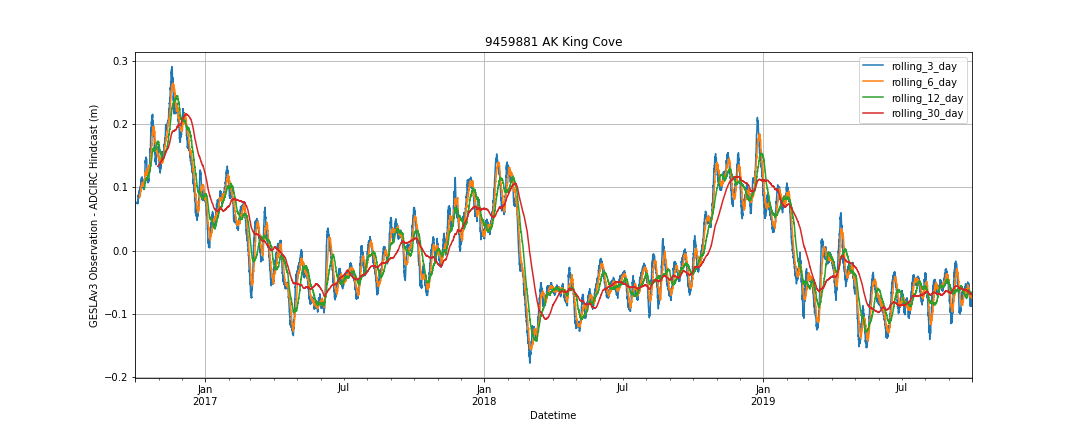 9459881 AK King Cove
GESLAv3 Observation - ADCIRC Hindcast (m)
0.3
0.2
0.1
0.0
−0.1
−0.2
rolling_3_day
rolling_6_day
rolling_12_day
rolling_30_day
Jan
2017
Jul
Jan
2018
Jul
Jan
2019
Jul
Datetime